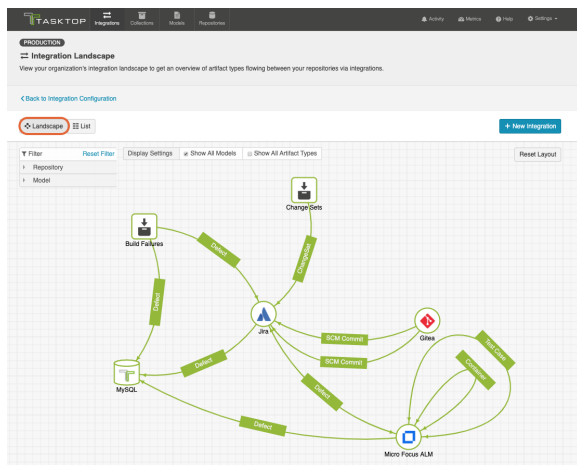 TASKTOP
Integrations
Collections
Models
Repositories
Activity
Metrics
Help
Settings
PRODUCTION
Integration Landscape
View your organization's integration landscape to get an overview of artifact types flowing between your repositories via integrations.
Back to Integration Configuration
Landscape
List
+ New Integration
Filter
Reset Filter
Display Settings
Show All Models
Show All Artifact Types
Reset Layout
Repository
Model
Change Sets
Build Failures
Defect
ChangeSet
Defect
Jira
Gitea
SCM Commit
SCM Commit
Test Case
Container
Defect
MySQL
Defect
Defect
Micro Focus ALM